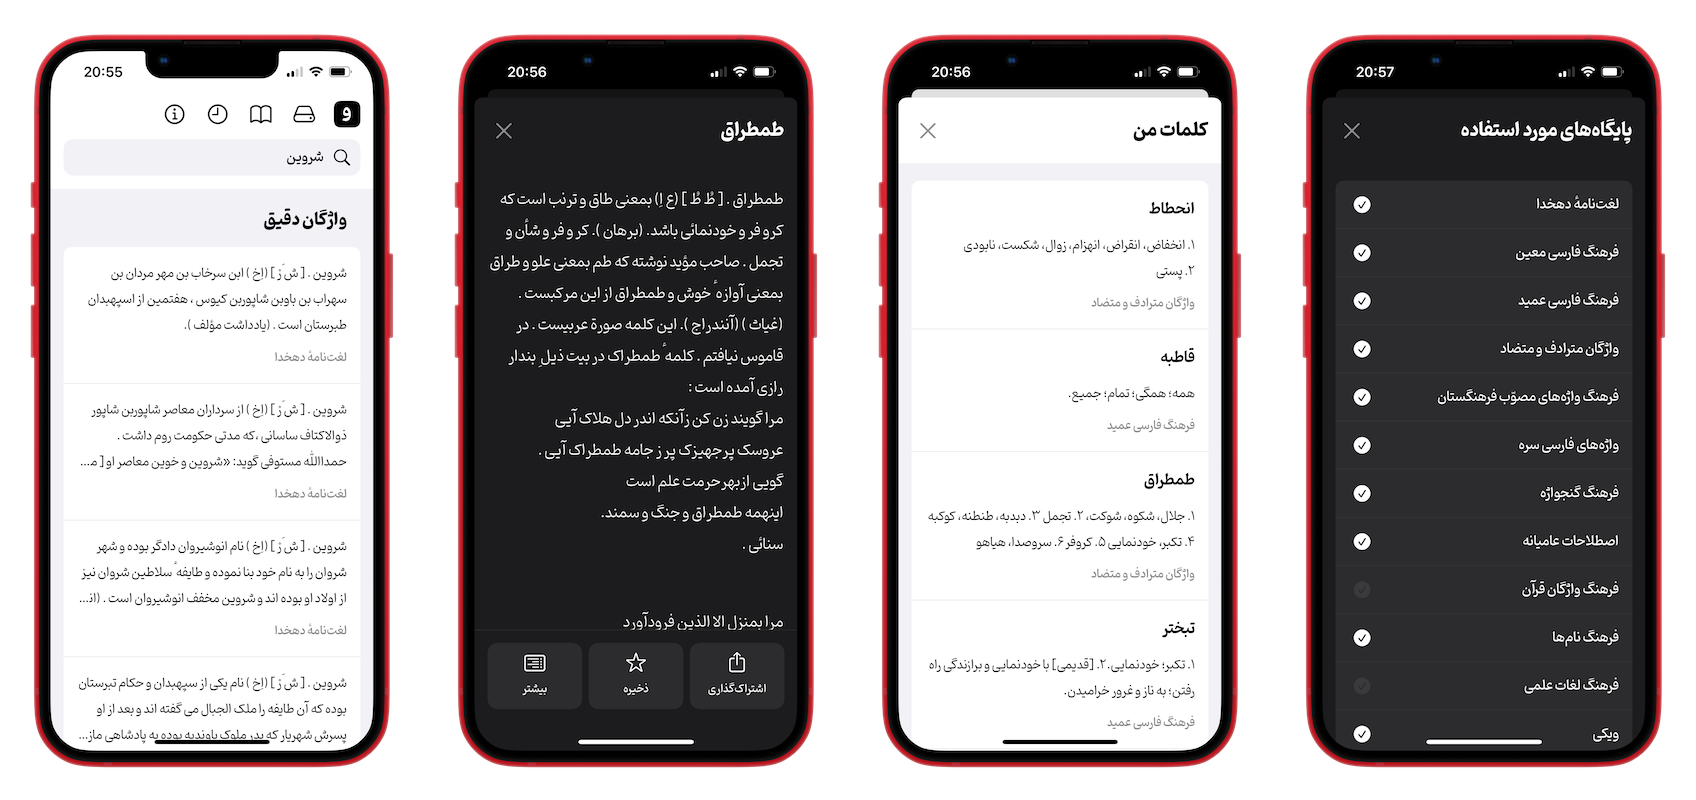 20:55
و
شروین
واژگان دقیق
شروین . [ ش َرْ ] (اِخ ) ابن سرخاب بن مهر مردان بن
سهراب بن باوبن شاپوربن کیوس ، هفتمین از اسپهبدان
طبرستان است . (یادداشت مؤلف ).
لغت‌نامهٔ دهخدا
شروین . [ ش َرْ ] (اِخ ) از سرداران معاصر شاپوربن شاپور
ذوالاکتاف ساسانی ،که مدتی حکومت روم داشت .
حمداﷲ مستوفی گوید: «شروین و خوین معاصر او [ مـ...
لغت‌نامهٔ دهخدا
شروین . [ ش َرْ ] (اِخ ) نام انوشیروان دادگر بوده و شهر
شروان را به نام خود بنا نموده و طایفه ٔ سلاطین شروان نیز
از اولاد او بوده اند و شروین مخفف انوشیروان است . (انـ...
لغت‌نامهٔ دهخدا
شروین . [ ش َرْ ] (اِخ ) نام یکی از سپهبدان و حکام تبرستان
بوده که آن طایفه را ملک الجبال می گفته اند و بعد از او
پسرش شهریار که پدر ملوک باوندیه بوده به پادشاهی ماز...
20:56
طمطراق
طمطراق . [ طُ طُ ] (ع اِ) بمعنی طاق و ترنب است که
کرو فر و خودنمائی باشد. (برهان ). کر و فر و شأن و
تجمل . صاحب مؤید نوشته که طم بمعنی علو و طراق
بمعنی آوازه ٔ خوش و طمطراق از این مرکبست .
(غیاث ) (آنندراج ). این کلمه صورة عربیست . در
قاموس نیافتم . کلمه ٔ طمطراک در بیت ذیل ِ بندار
رازی آمده است :
مرا گویند زن کن زآنکه اندر دل هلاک آیی
عروسک پر جهیزک پر ز جامه طمطراک آیی .
گویی ازبهرحرمت علم است
اینهمه طمطراق و جنگ و سمند.
سنائی .
مرا بمنزل الا الذین فرودآورد
اشتراک‌گذاری
ذخیره
بیشتر
20:56
کلمات من
انحطاط
۱. انخفاض، انقراض، انهزام، زوال، شکست، نابودی
۲. پستی
واژگان مترادف و متضاد
قاطبه
همه؛ همگی؛ تمام؛ جمیع.
فرهنگ فارسی عمید
طمطراق
۱. جلال، شکوه، شوکت، ۲. تجمل ۳. دبدبه، طنطنه، کوکبه
۴. تکبر، خودنمایی ۵. کروفر ۶. سروصدا، هیاهو
واژگان مترادف و متضاد
تبختر
۱. تکبر؛ خودنمایی.۲. [قدیمی] با خودنمایی و برازندگی راه
رفتن؛ به ناز و غرور خرامیدن.
فرهنگ فارسی عمید
20:57
پایگاه‌های مورد استفاده
لغت‌نامهٔ دهخدا
فرهنگ فارسی معین
فرهنگ فارسی عمید
واژگان مترادف و متضاد
فرهنگ واژه‌های مصوّب فرهنگستان
واژه‌های فارسی سره
فرهنگ گنجواژه
اصطلاحات عامیانه
فرهنگ واژگان قرآن
فرهنگ نام‌ها
فرهنگ لغات علمی
ویکی